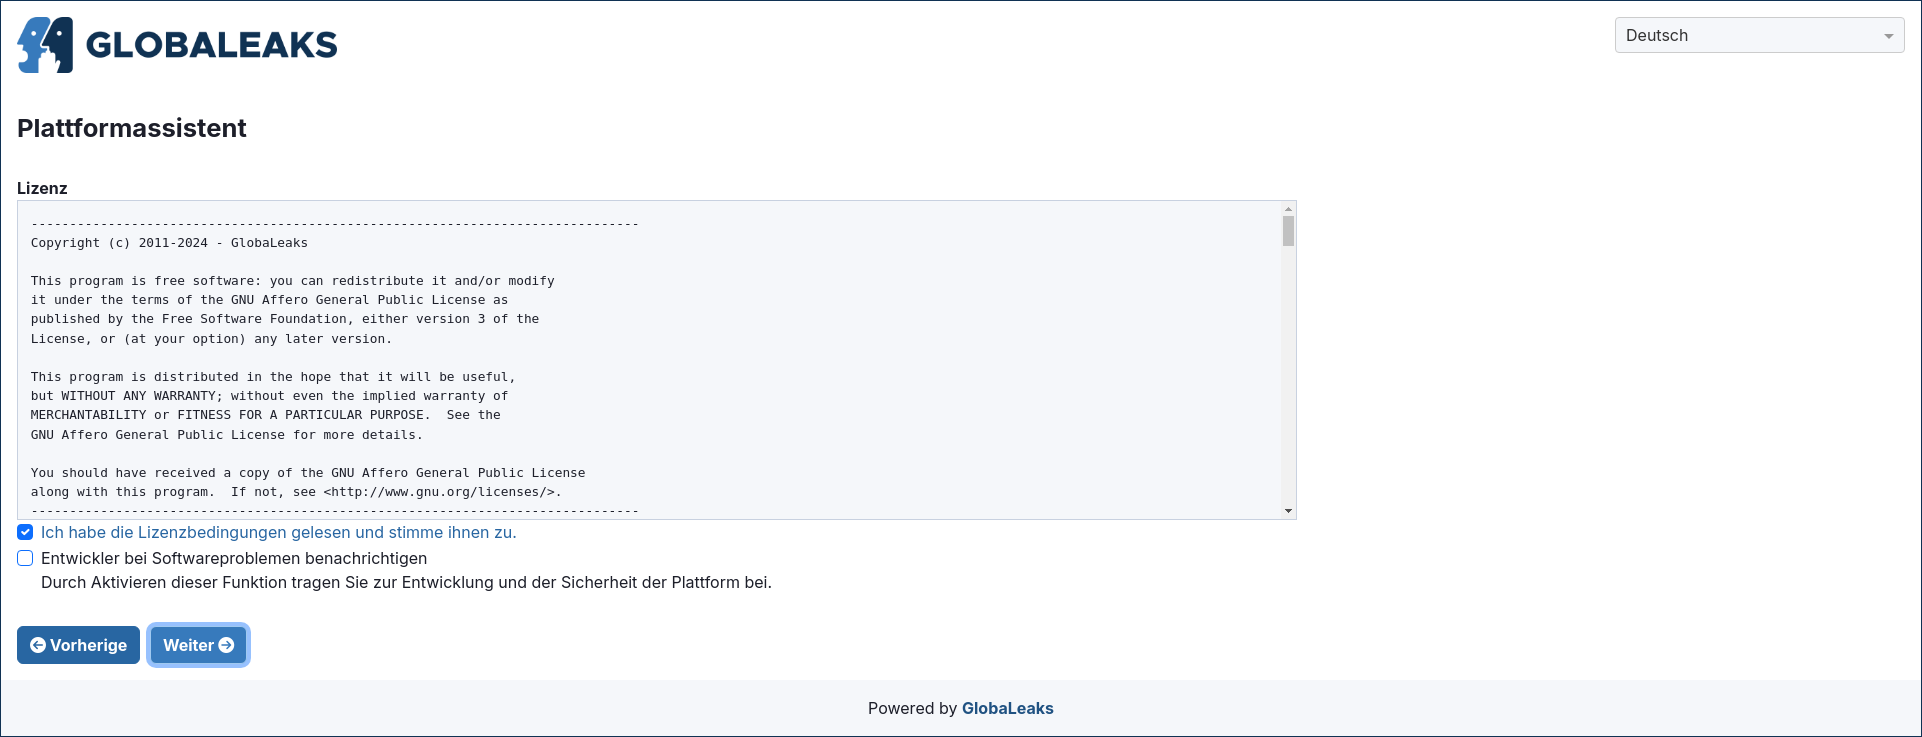 GLOBALEAKS
Deutsch
Plattformassistent
Lizenz
-------------------------------------------------------------------------------
Copyright (c) 2011-2024 - GlobaLeaks
This program is free software: you can redistribute it and/or modify
it under the terms of the GNU Affero General Public License as
published by the Free Software Foundation, either version 3 of the
License, or (at your option) any later version.
This program is distributed in the hope that it will be useful,
but WITHOUT ANY WARRANTY; without even the implied warranty of
MERCHANTABILITY or FITNESS FOR A PARTICULAR PURPOSE.  See the
GNU Affero General Public License for more details.
You should have received a copy of the GNU Affero General Public License
along with this program.  If not, see <http://www.gnu.org/licenses/>.
-------------------------------------------------------------------------------
Ich habe die Lizenzbedingungen gelesen und stimme ihnen zu.
Entwickler bei Softwareproblemen benachrichtigen
Durch Aktivieren dieser Funktion tragen Sie zur Entwicklung und der Sicherheit der Plattform bei.
Vorherige Weiter
Powered by GlobaLeaks